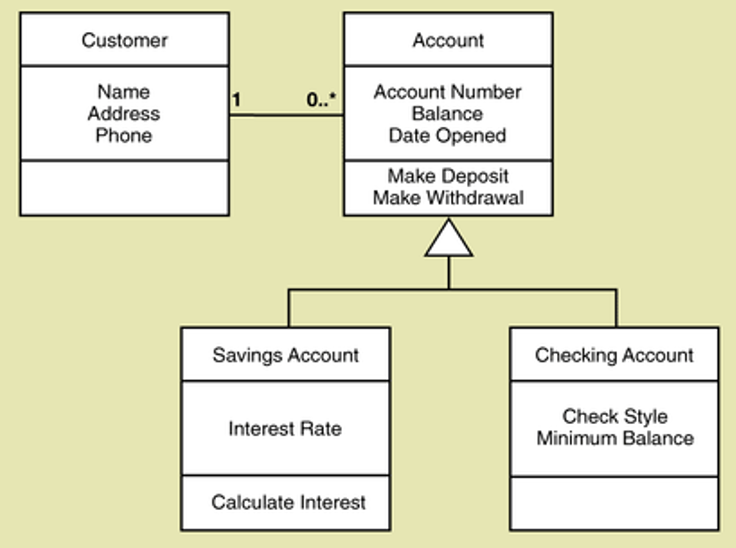 Customer
Name
Address
Phone
1
0..*
Account
Account Number
Balance
Date Opened
Make Deposit
Make Withdrawal
Savings Account
Interest Rate
Calculate Interest
Checking Account
Check Style
Minimum Balance